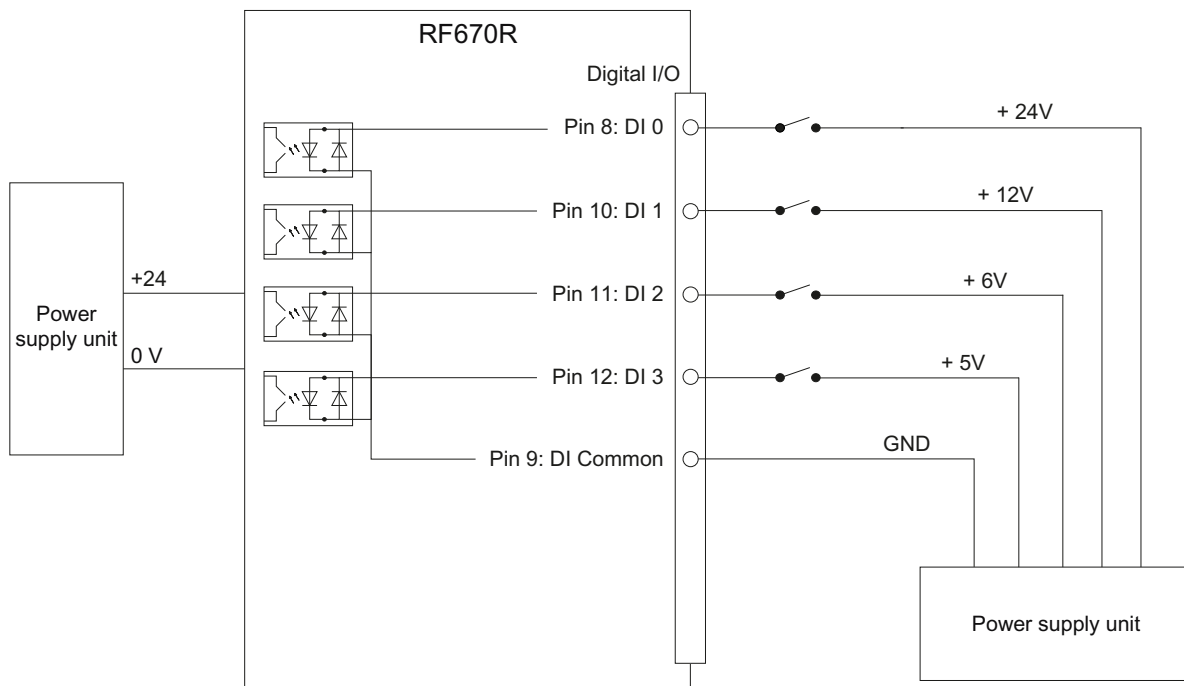 RF670R
Digital I/O
Pin 8: DI 0
+ 24V
Pin 10: DI 1
+ 12V
+24
Pin 11: DI 2
+ 6V
Power
supply unit
0 V
Pin 12: DI 3
+ 5V
Pin 9: DI Common
GND
Power supply unit